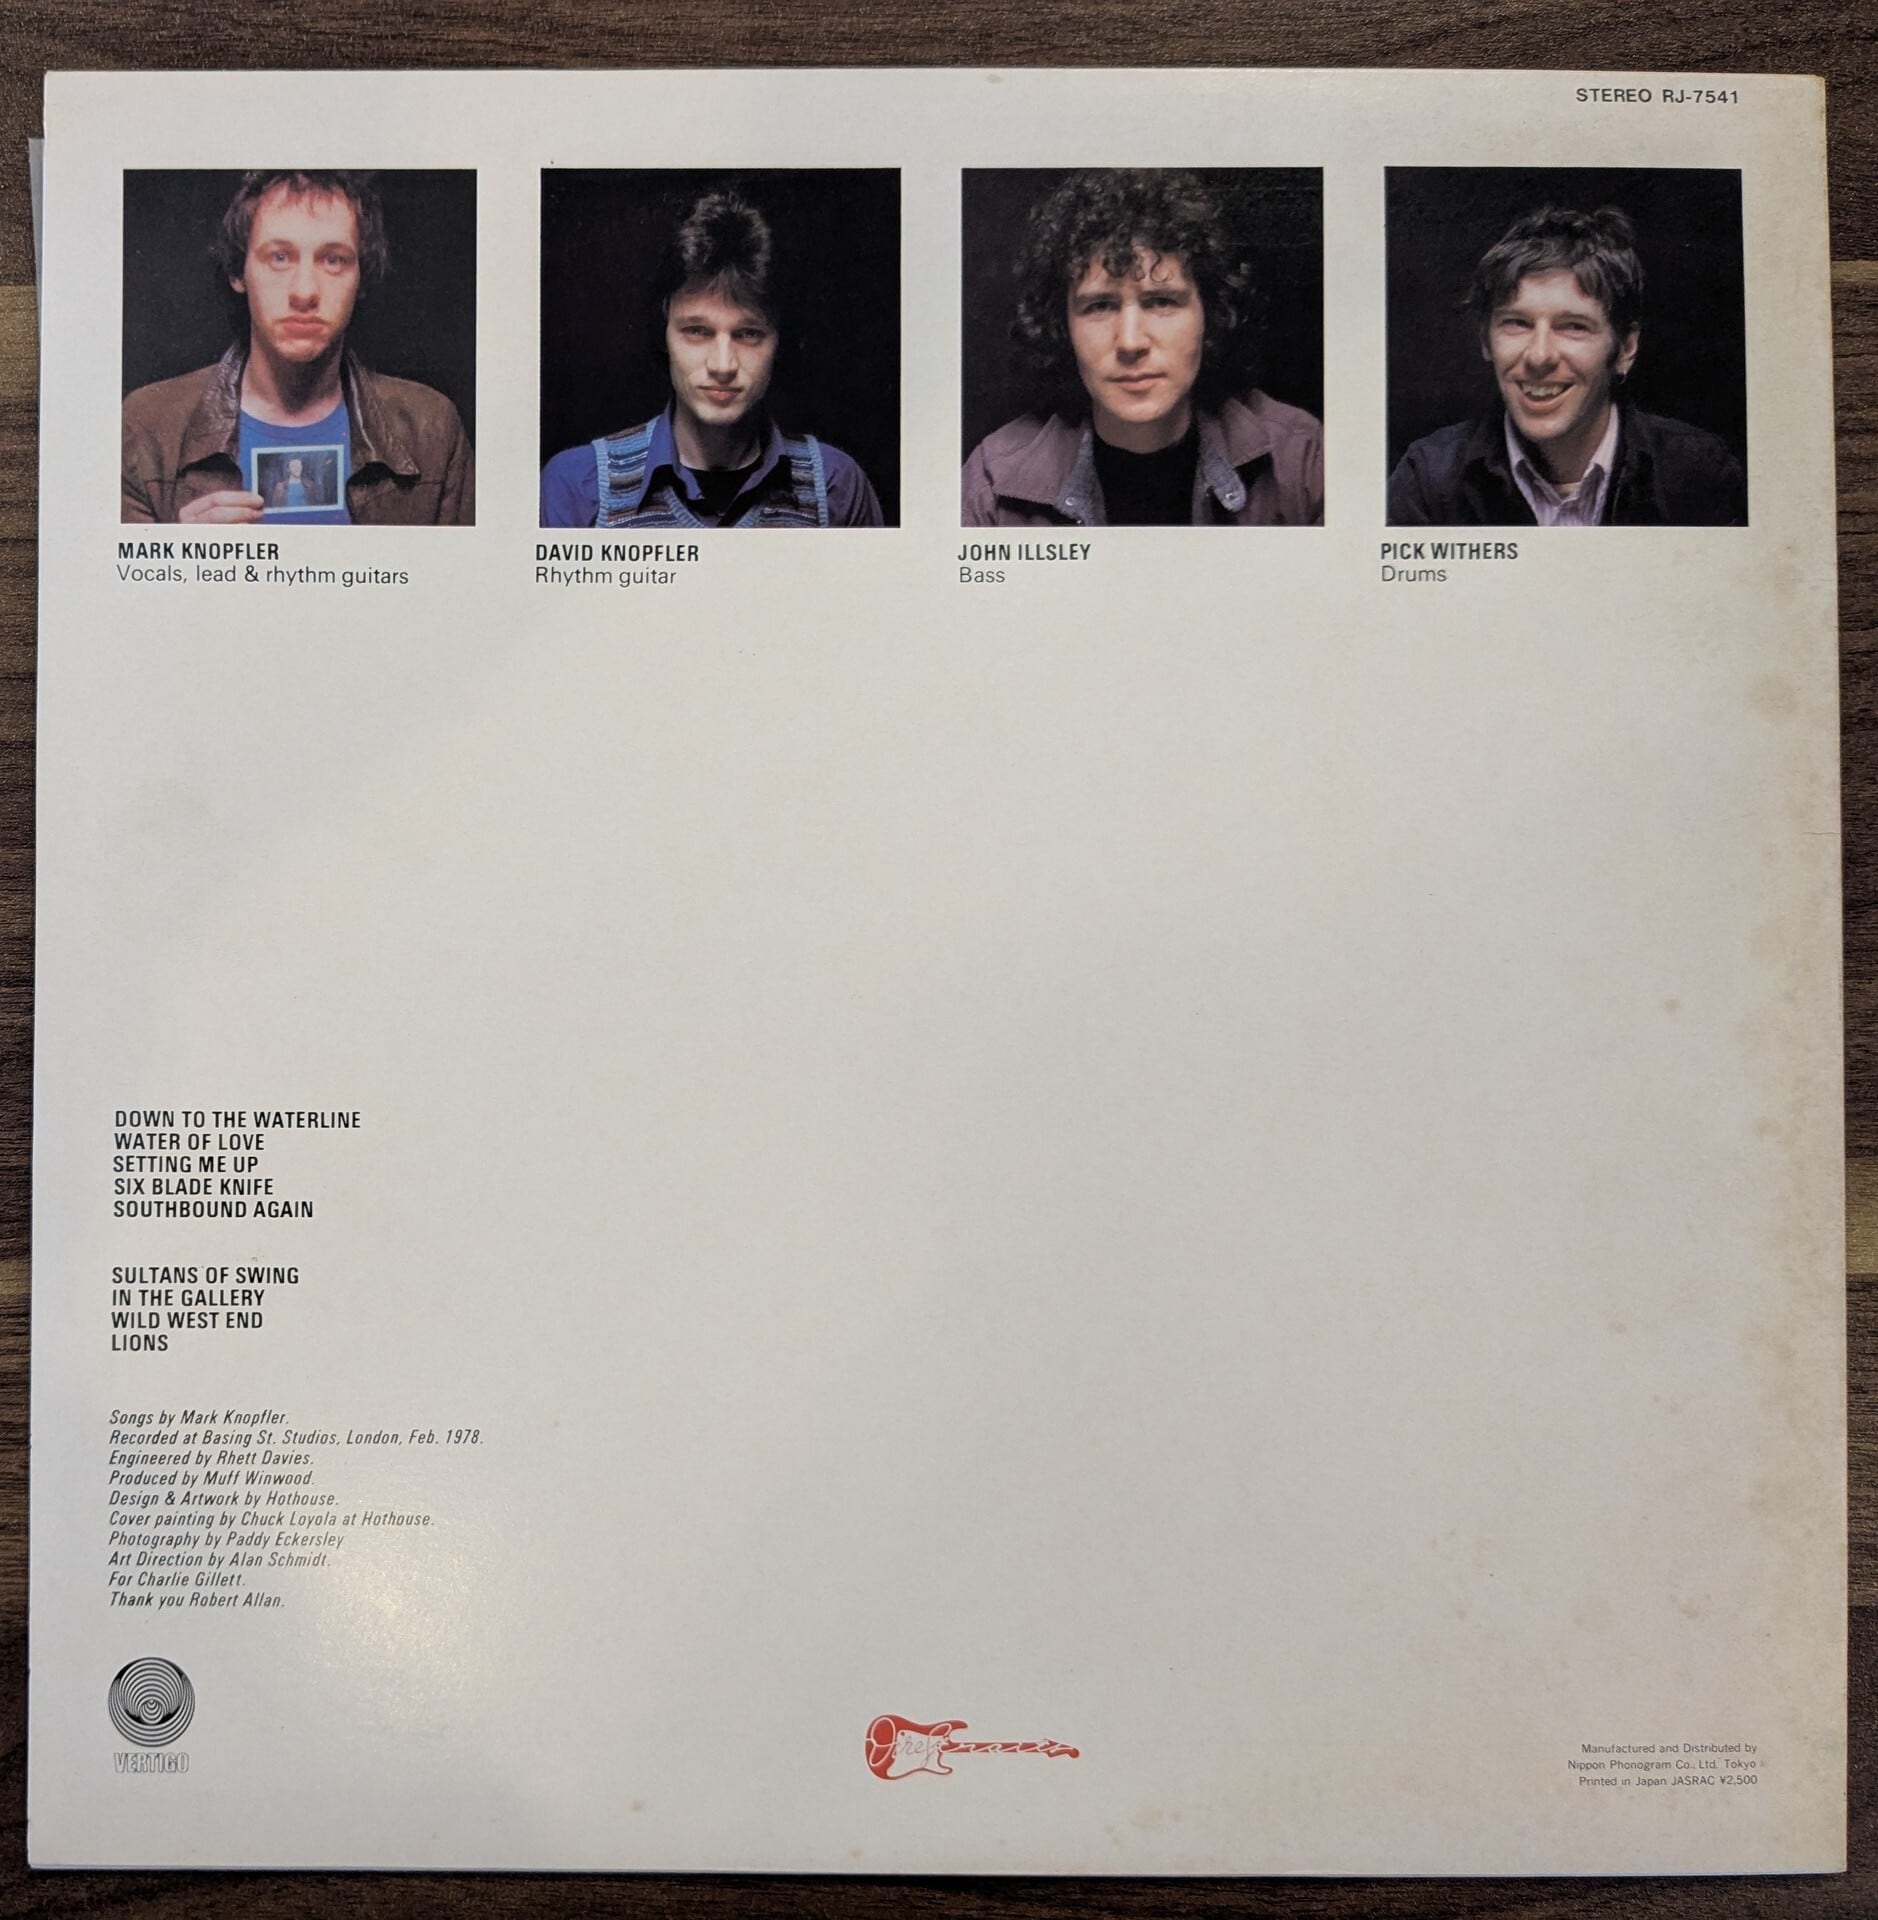 STEREO RJ-7541
MARK KNOPFLER
Vocals, lead & rhythm guitars
DAVID KNOPFLER
Rhythm guitar
JOHN ILLSLEY
Bass
PICK WITHERS
Drums
DOWN TO THE WATERLINE
WATER OF LOVE
SETTING ME UP
SIX BLADE KNIFE
SOUTHBOUND AGAIN
SULTANS OF SWING
IN THE GALLERY
WILD WEST END
LIONS
Songs by Mark Knopfler.
Recorded at Basing St. Studios, London, Feb. 1978.
Engineered by Rhett Davies.
Produced by Muff Winwood.
Design & Artwork by Hothouse.
Cover painting by Chuck Loyola at Hothouse.
Photography by Paddy Eckersley
Art Direction by Alan Schmidt.
For Charlie Gillett.
Thank you Robert Allan.
VERTIGO
Dire Straits
Manufactured and Distributed by
Nippon Phonogram Co., Ltd. Tokyo
Printed in Japan JASRAC ¥2,500